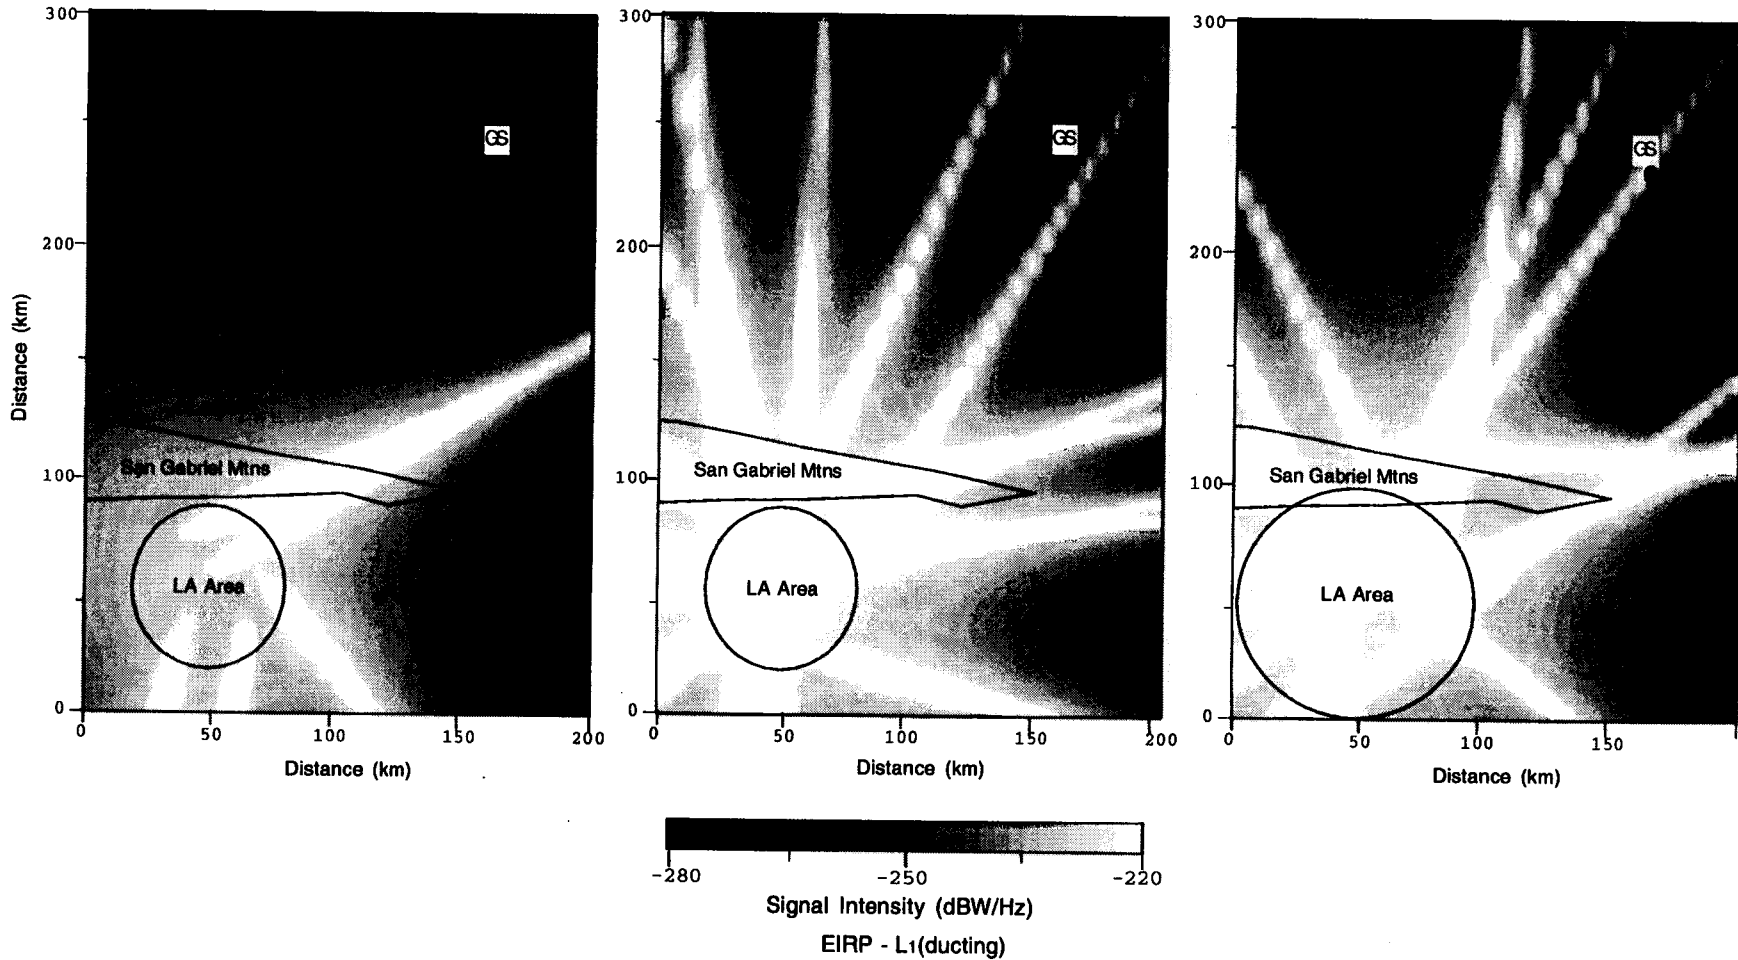 300
200
100
0
Distance (km)
GS
San Gabriel Mtns
LA Area
0
50
100
150
200
Distance (km)
300
200
100
0
GS
San Gabriel Mtns
LA Area
0
50
100
150
200
Distance (km)
300
200
100
0
GS
San Gabriel Mtns
LA Area
0
50
100
150
Distance (km)
-280
-250
-220
Signal Intensity (dBW/Hz)
EIRP - L1(ducting)